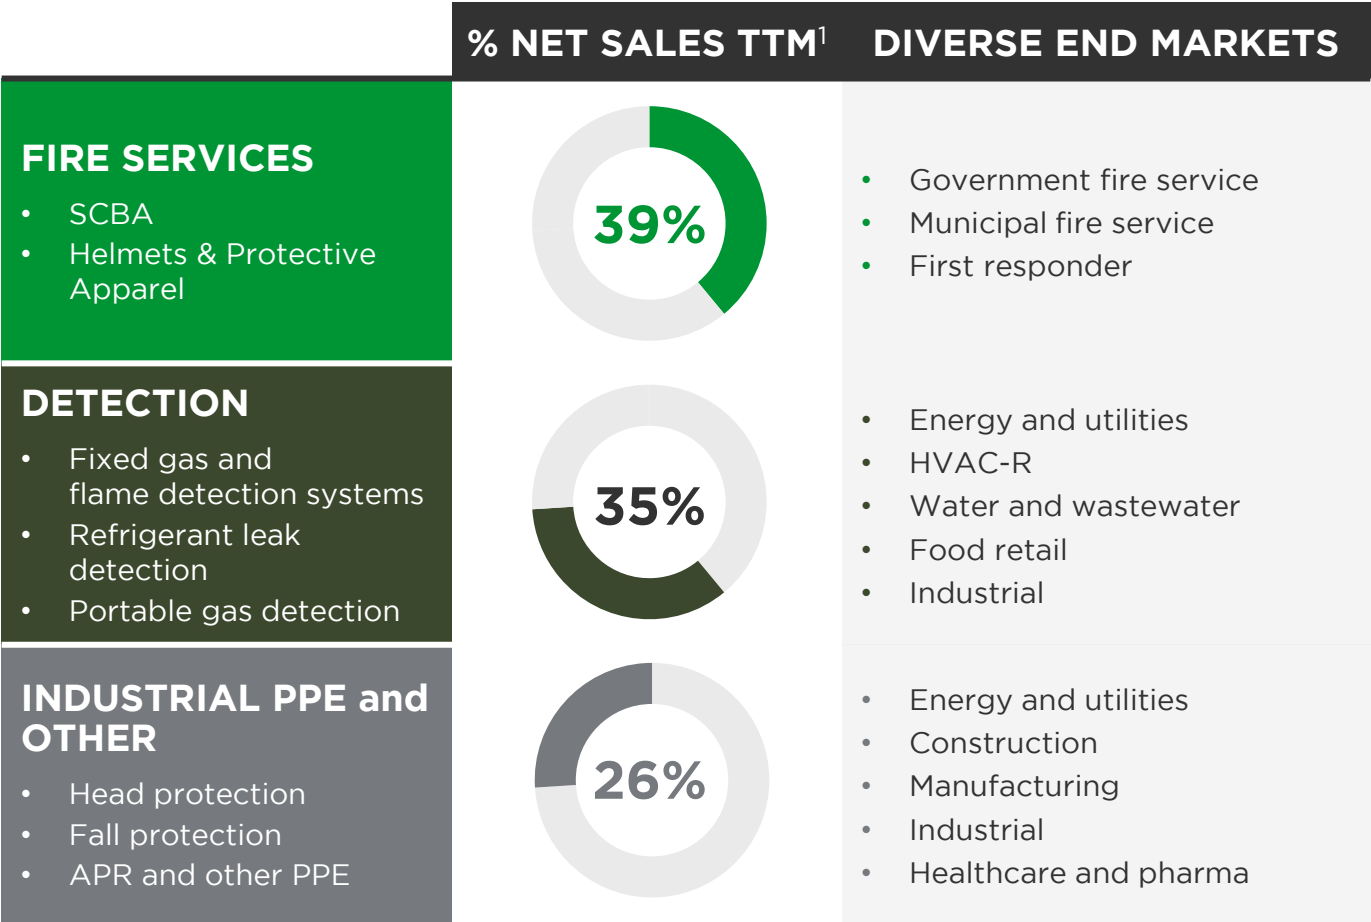 % NET SALES TTM¹
DIVERSE END MARKETS
FIRE SERVICES
• SCBA
• Helmets & Protective
Apparel
39%
• Government fire service
• Municipal fire service
• First responder
DETECTION
• Fixed gas and
flame detection systems
• Refrigerant leak
detection
• Portable gas detection
35%
• Energy and utilities
• HVAC-R
• Water and wastewater
• Food retail
• Industrial
INDUSTRIAL PPE and
OTHER
• Head protection
• Fall protection
• APR and other PPE
26%
• Energy and utilities
• Construction
• Manufacturing
• Industrial
• Healthcare and pharma